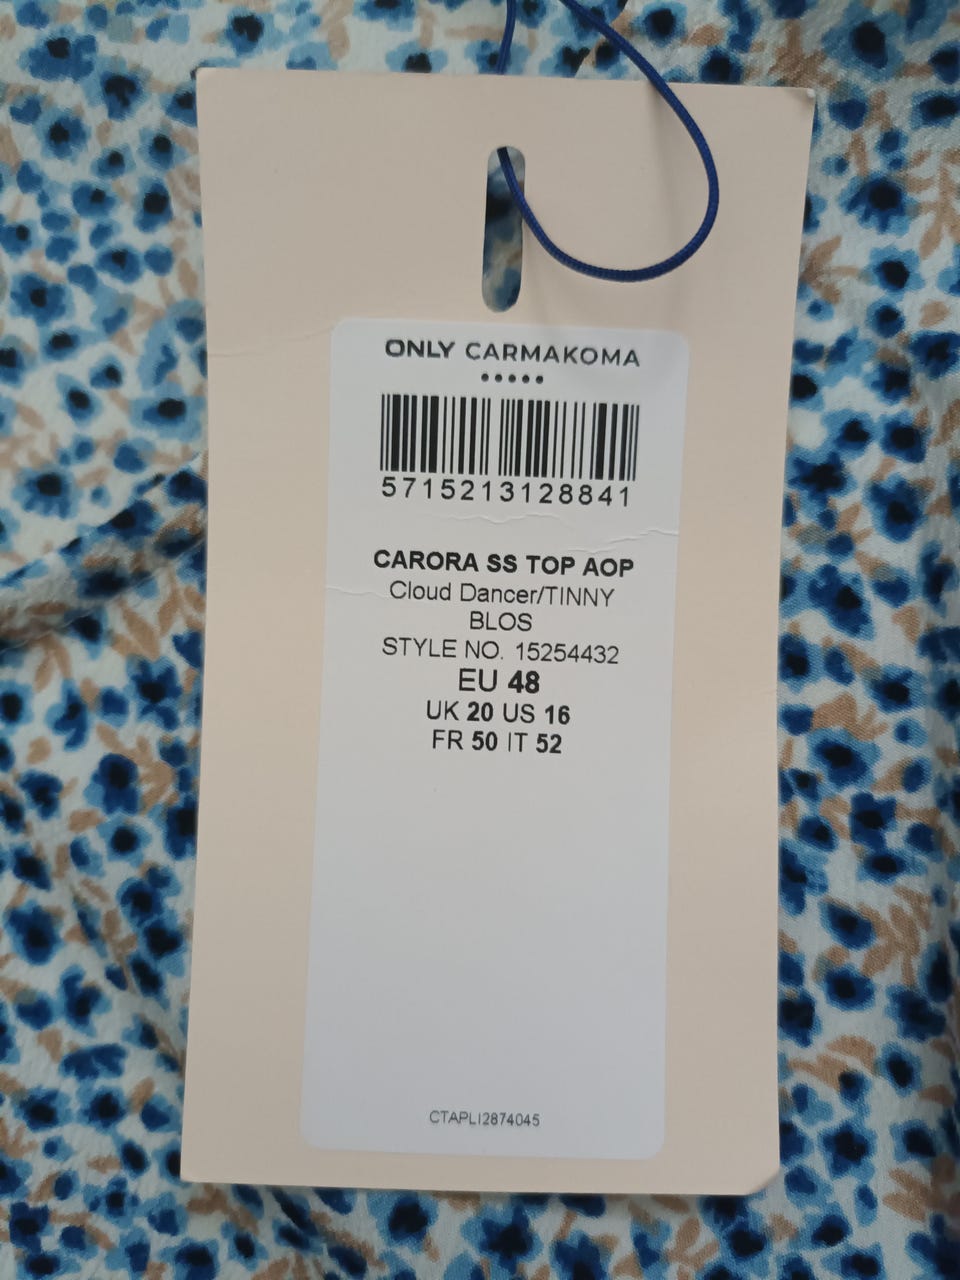 ONLY CARMAKOMA
5715213128841
CARORA SS TOP AOP
Cloud Dancer/TINNY
BLOS
STYLE NO. 15254432
EU 48
UK 20 US 16
FR 50 IT 52
CTAPLI2874045